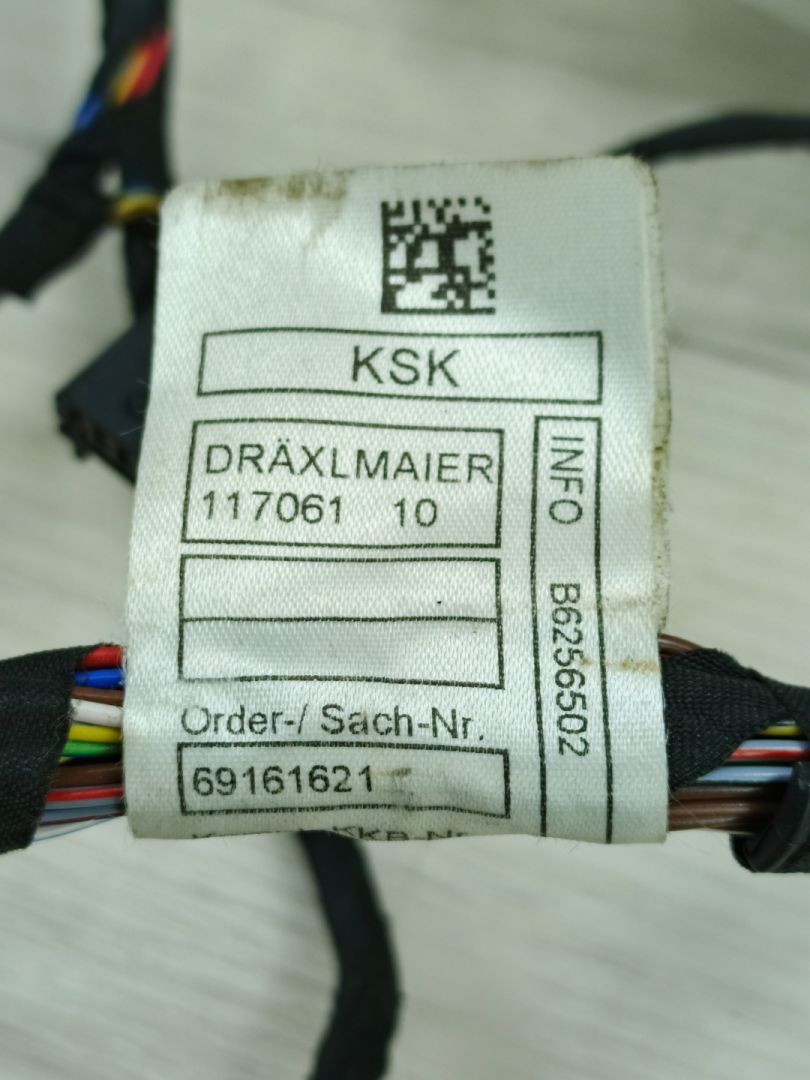 KSK
DRÄXLMAIER
117061 10
INFO B6256502
Order-/ Sach-Nr.
69161621